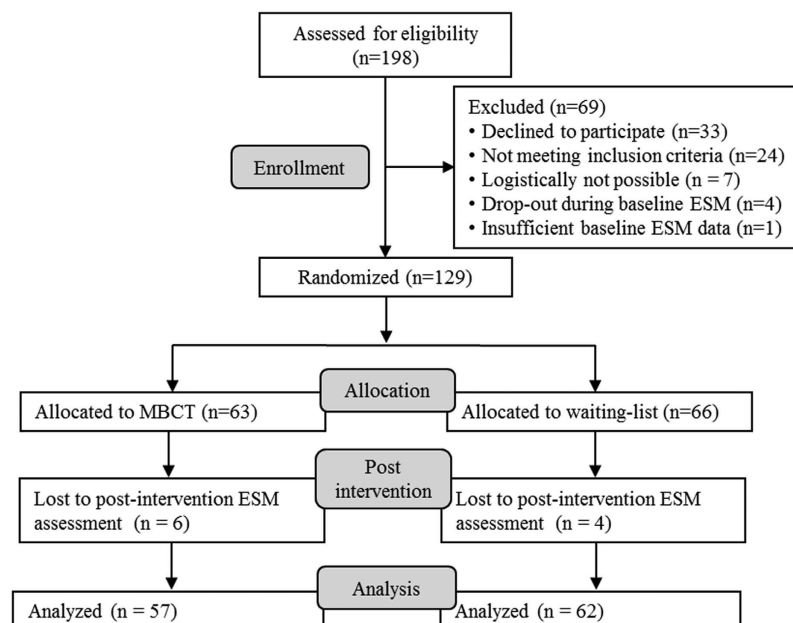 Assessed for eligibility
(n=198)
Excluded (n=69)
• Declined to participate (n=33)
• Not meeting inclusion criteria (n=24)
• Logistically not possible (n = 7)
• Drop-out during baseline ESM (n=4)
• Insufficient baseline ESM data (n=1)
Enrollment
Randomized (n=129)
Allocation
Allocated to MBCT (n=63)
Allocated to waiting-list (n=66)
Post
intervention
Lost to post-intervention ESM
assessment (n = 6)
Lost to post-intervention ESM
assessment (n = 4)
Analysis
Analyzed (n = 57)
Analyzed (n = 62)